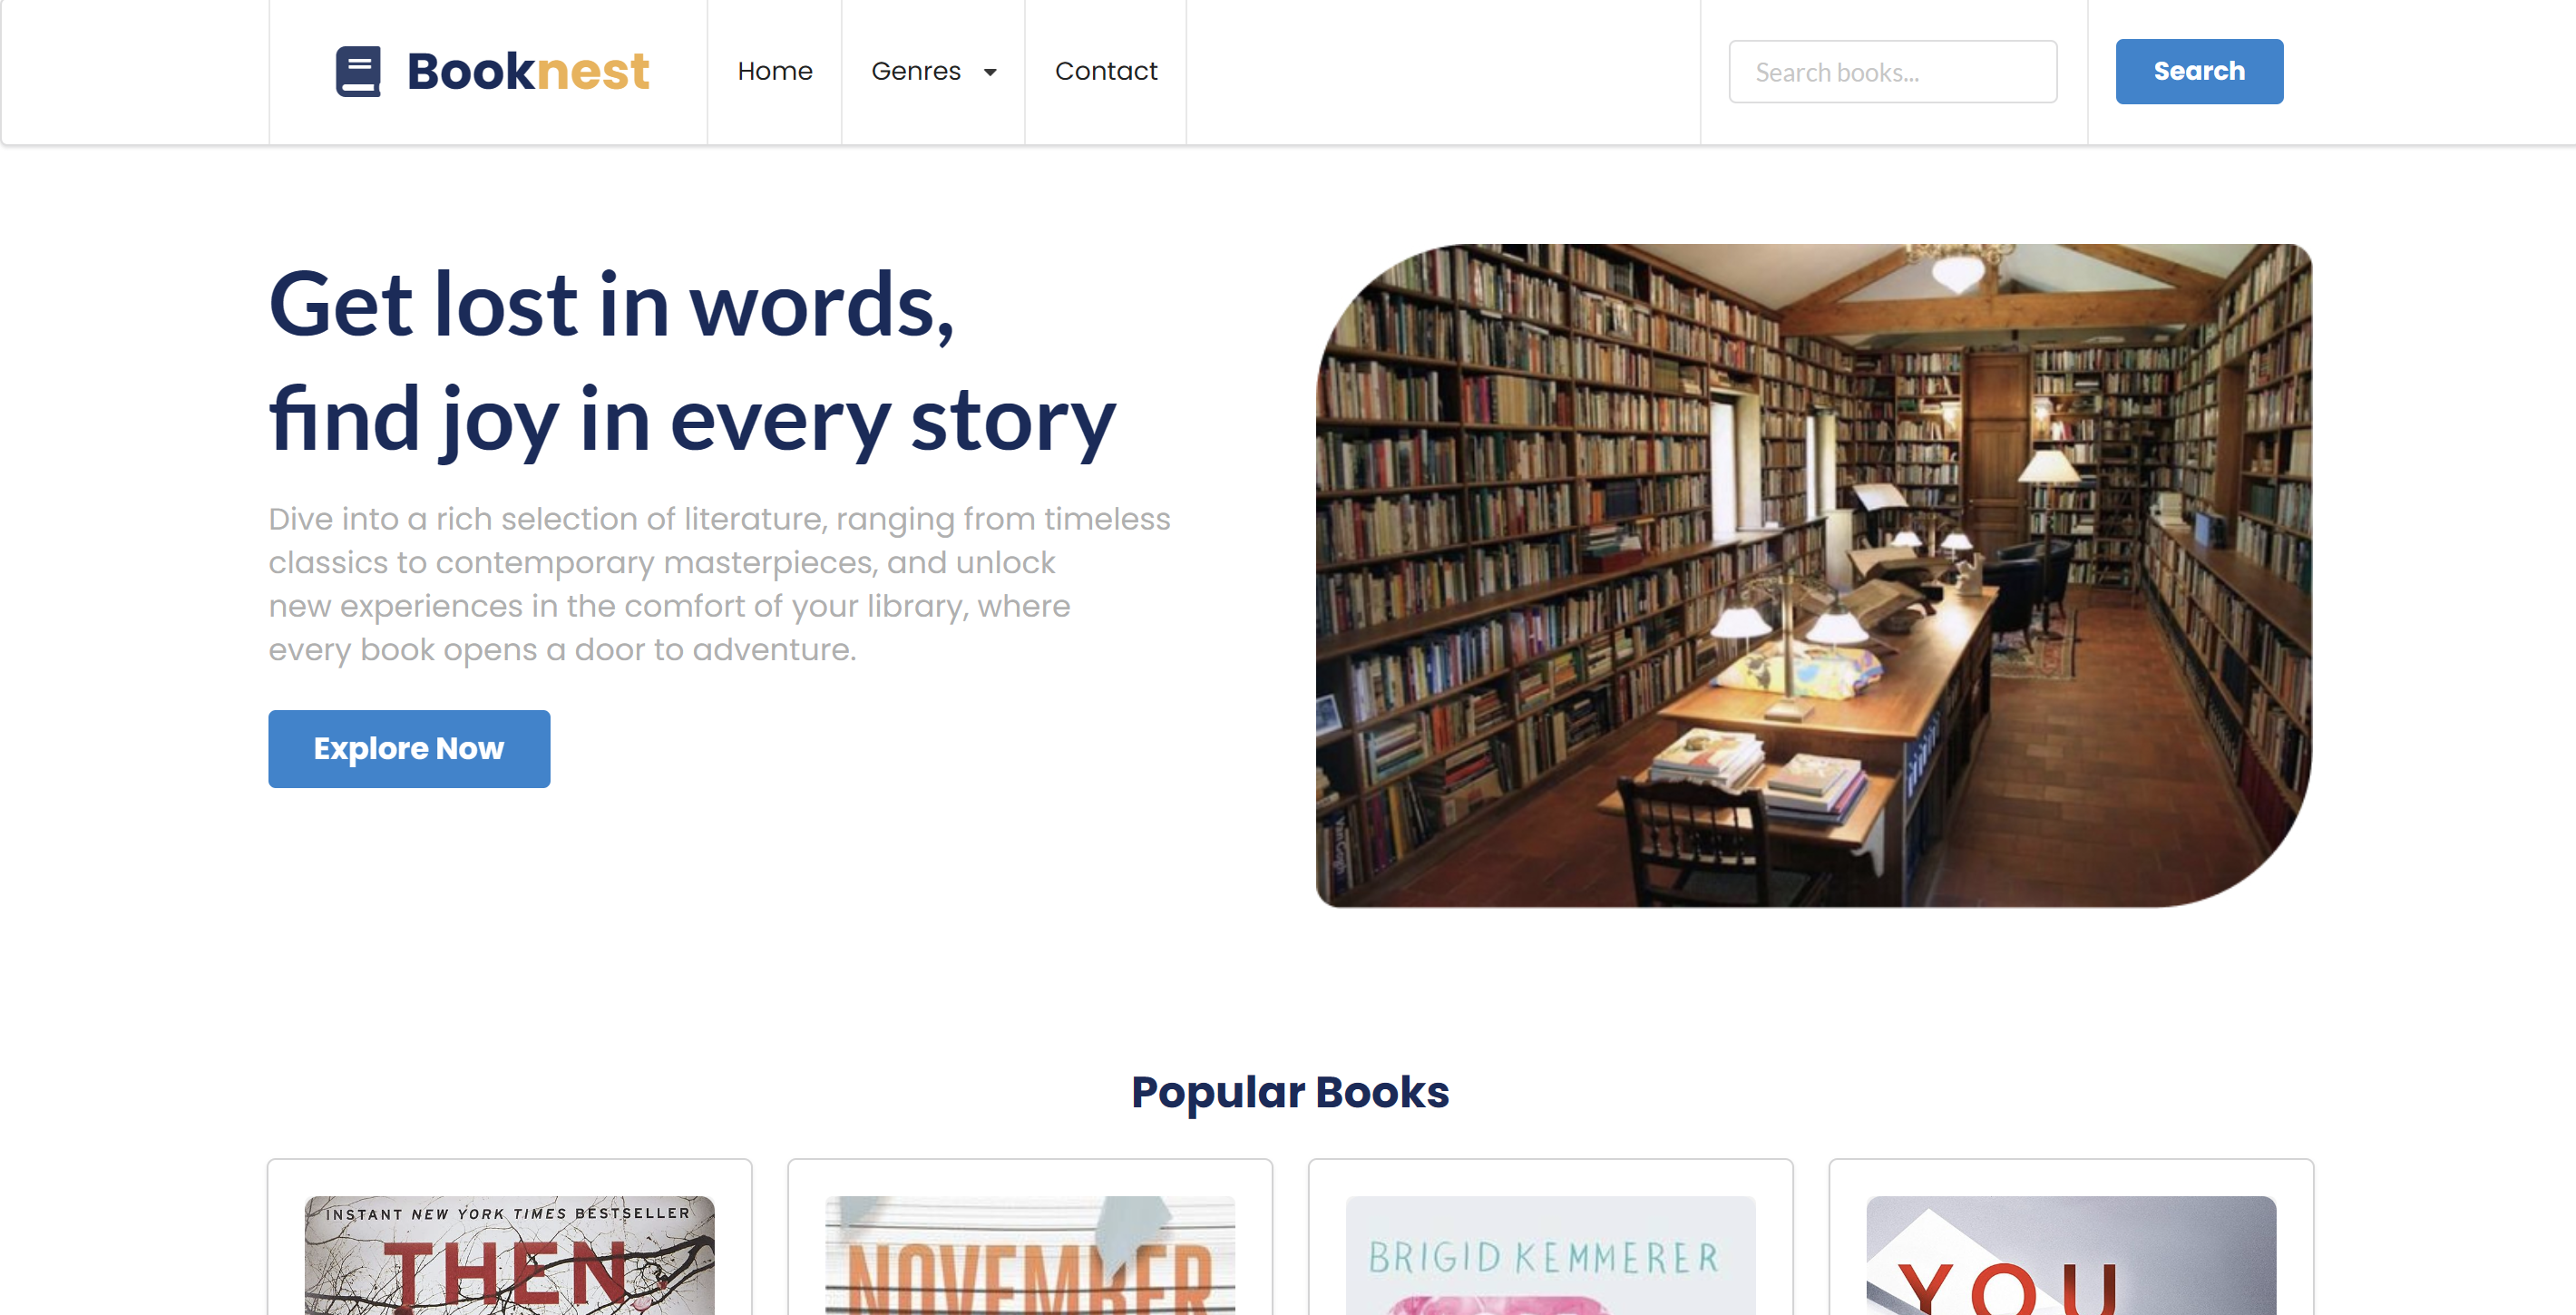 Booknest
Home
Genres
Contact
Search books...
Search
Get lost in words,
find joy in every story
Dive into a rich selection of literature, ranging from timeless
classics to contemporary masterpieces, and unlock
new experiences in the comfort of your library, where
every book opens a door to adventure.
Explore Now
Popular Books
INSTANT NEW YORK TIMES BESTSELLER
THEN
NOVEMBER
BRIGID KEMMERER
YOU